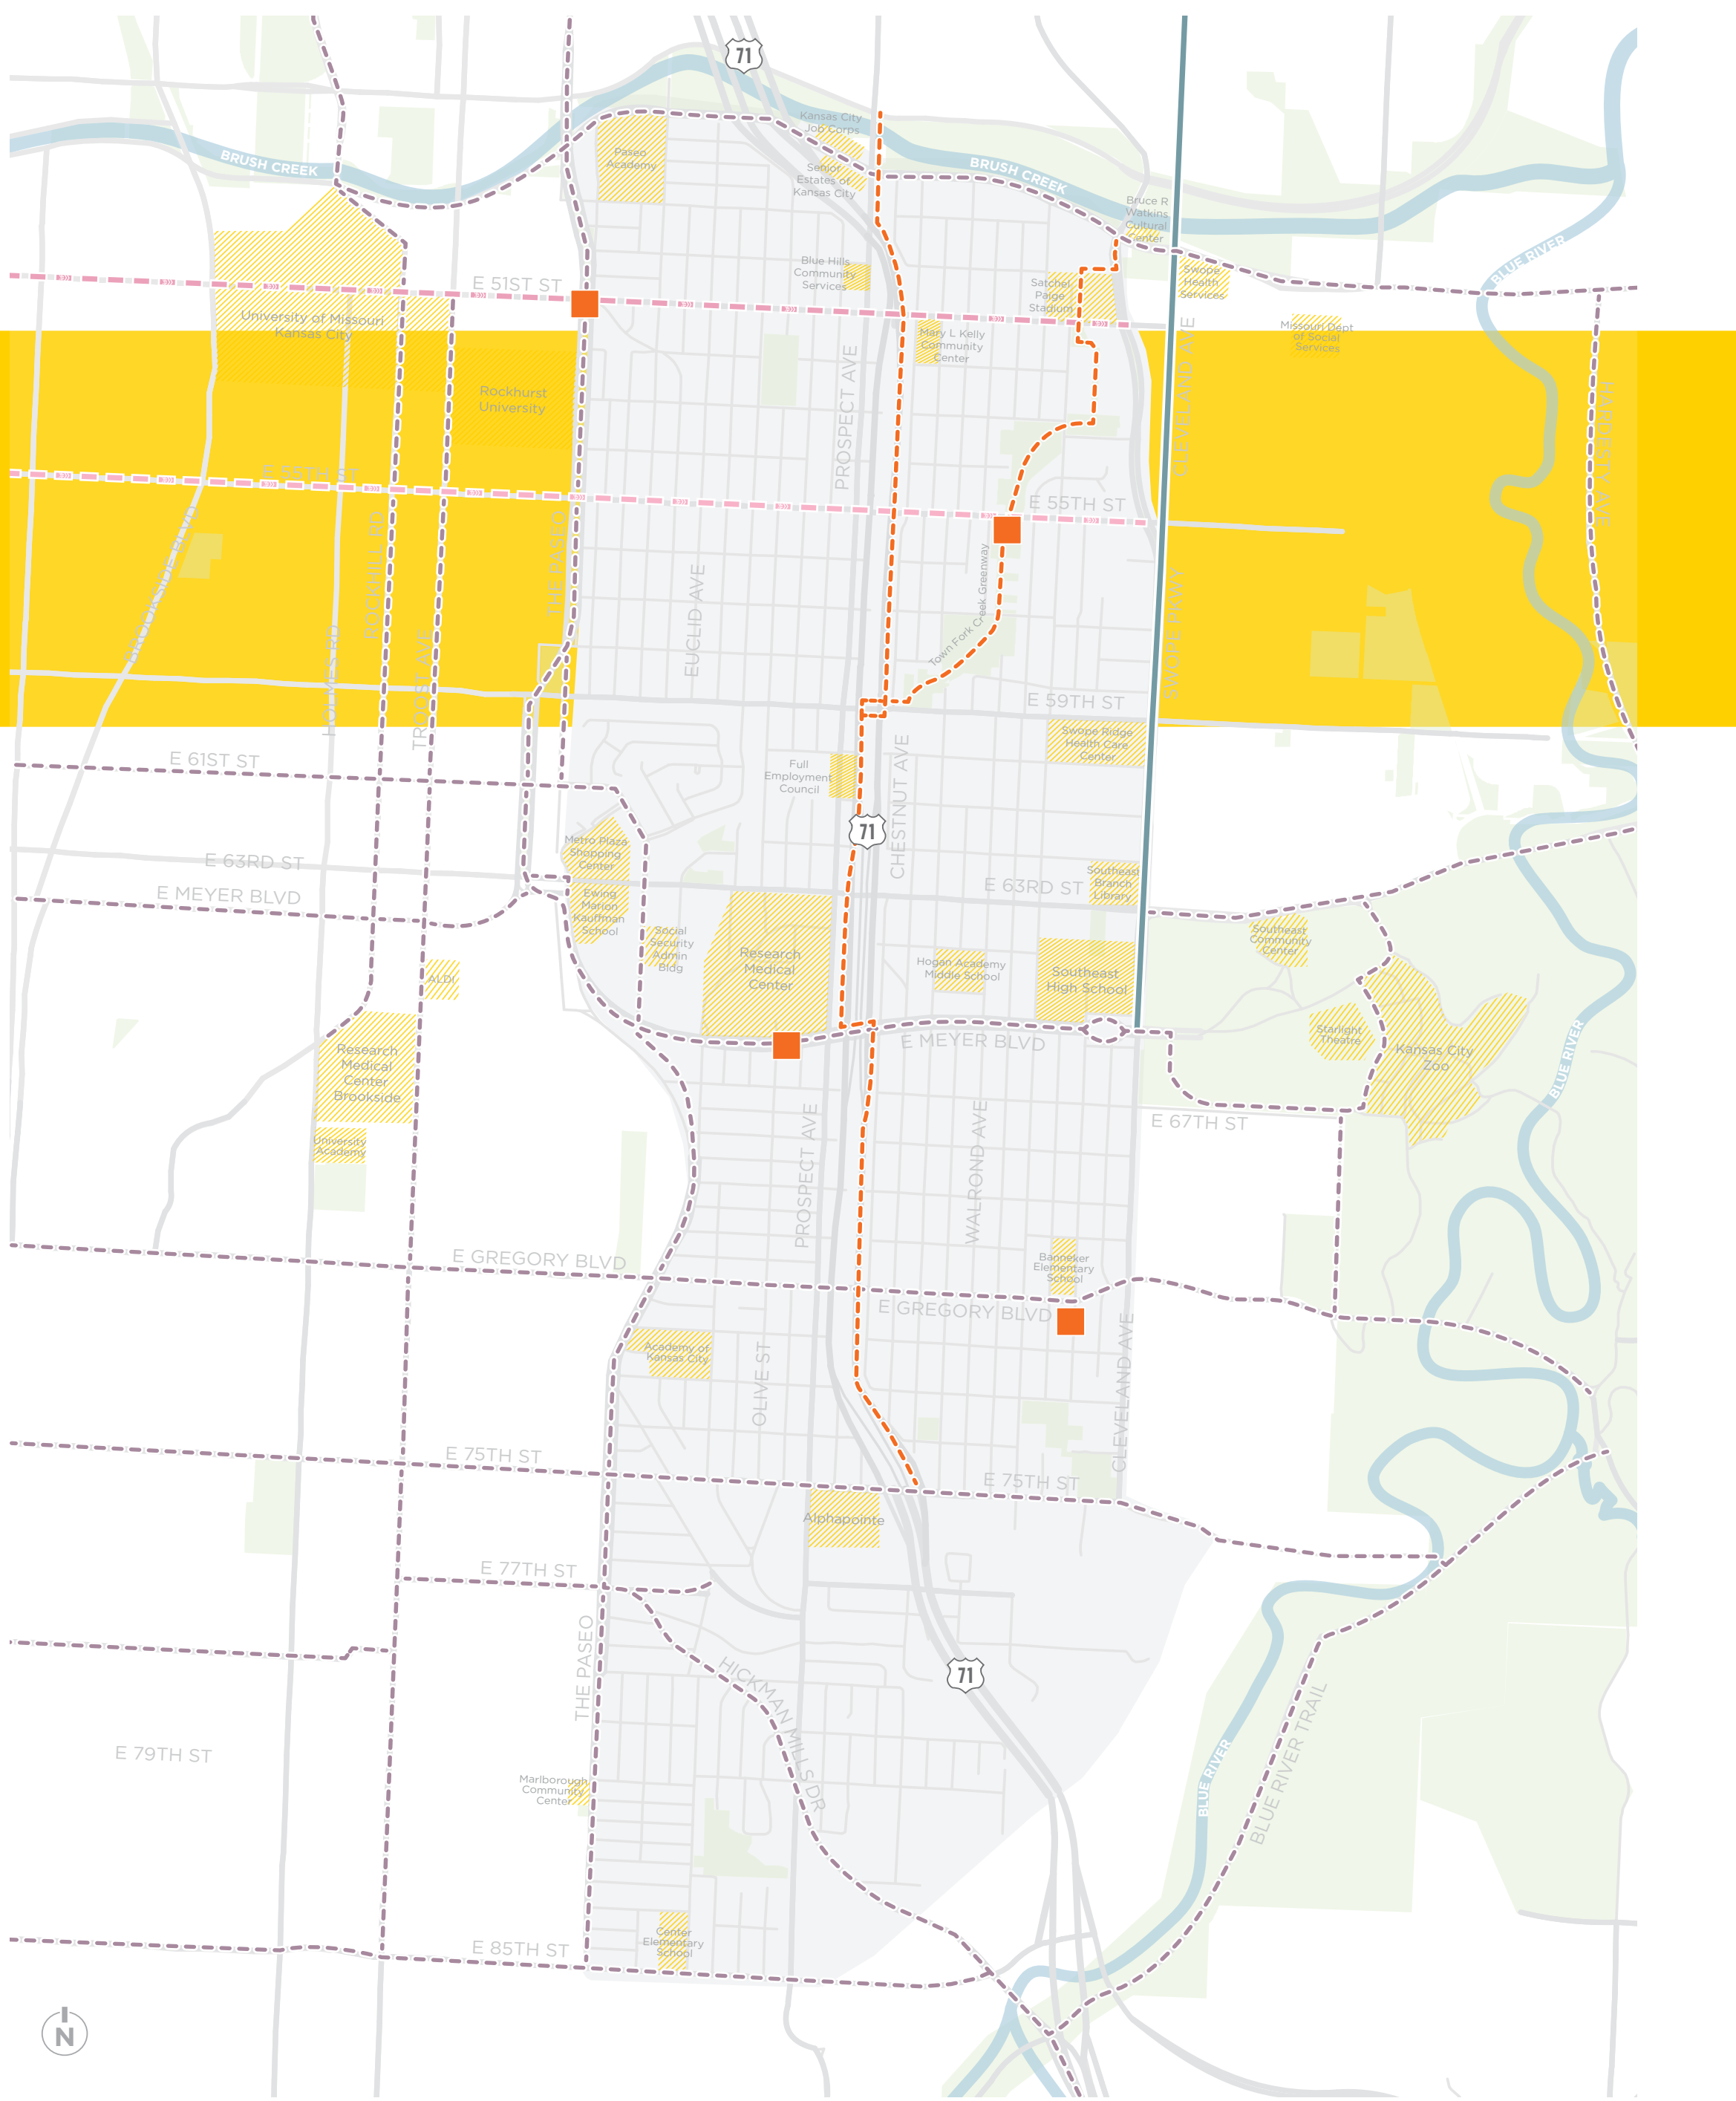 71
Kansas City
Job Corps
Paseo
Academy
BRUSH CREEK
Senior
Estates of
Kansas City
BRUSH CREEK
Bruce R
Watkins
Cultural
Center
BLUE RIVER
Blue Hills
Community
Services
Swope
Health
Services
E 51ST ST
Satchel
Paige
Stadium
University of Missouri
Kansas City
Mary L Kelly
Community
Center
Missouri Dept
of Social
Services
CLEVELAND AVE
PROSPECT AVE
Rockhurst
University
HARDESTY AVE
E 55TH ST
E 55TH ST
BROOKSIDE BLVD
ROCKHILL RD
THE PASEO
EUCLID AVE
Town Fork Creek Greenway
SWOPE PKWY
HOLMES RD
TROOST AVE
E 59TH ST
Swope Ridge
Health Care
Center
E 61ST ST
Full
Employment
Council
CHESTNUT AVE
71
Metro Plaza
Shopping
Center
E 63RD ST
E 63RD ST
Southeast
Branch
Library
E MEYER BLVD
Ewing
Marion
Kauffman
School
Social
Security
Admin
Bldg
Research
Medical
Center
Hogan Academy
Middle School
Southeast
High School
Southeast
Community
Center
ALDI
Starlight
Theatre
Kansas City
Zoo
E MEYER BLVD
BLUE RIVER
Research
Medical
Center
Brookside
University
Academy
E 67TH ST
PROSPECT AVE
WALROND AVE
E GREGORY BLVD
Banneker
Elementary
School
E GREGORY BLVD
Academy of
Kansas City
OLIVE ST
CLEVELAND AVE
E 75TH ST
E 75TH ST
Alphapointe
E 77TH ST
THE PASEO
HICKMAN MILLS DR
71
BLUE RIVER
BLUE RIVER TRAIL
E 79TH ST
Marlborough
Community
Center
Center
Elementary
School
E 85TH ST
N